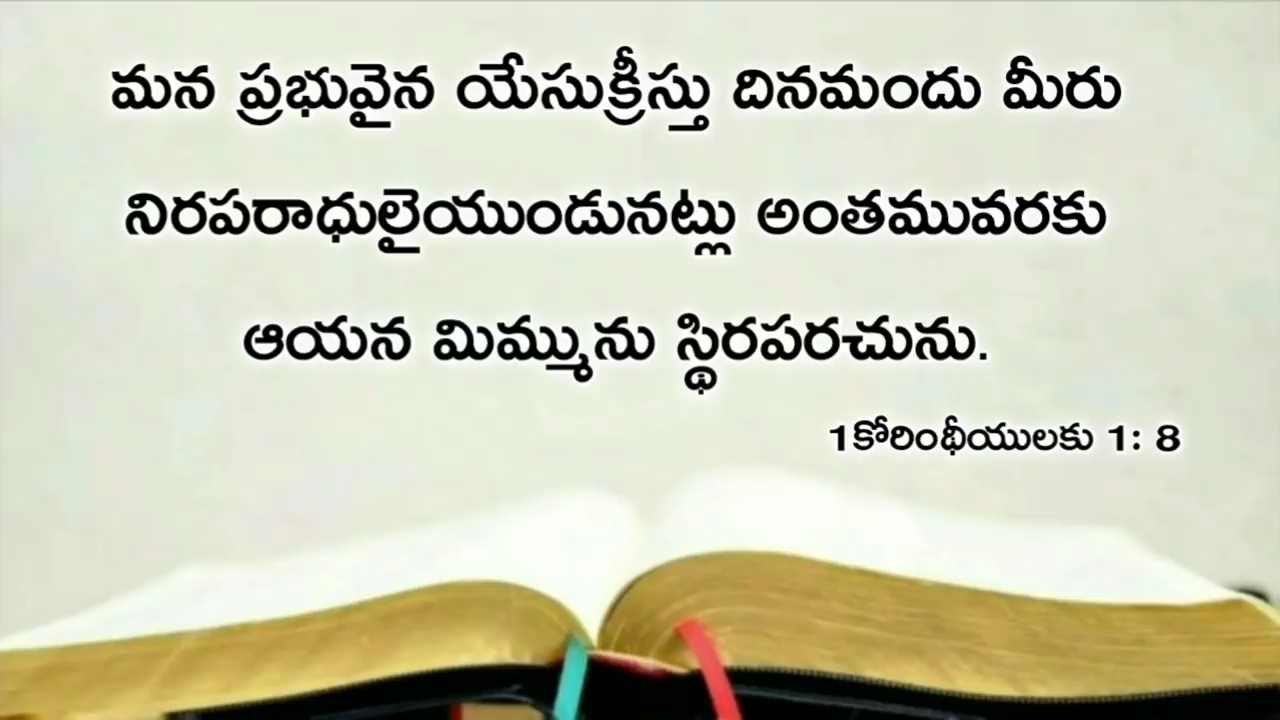 మన ప్రభువైన యేసుక్రీస్తు దినమందు మీరు
నిరపరాధులైయుండునట్లు అంతమువరకు
ఆయన మిమ్మును స్థిరపరచును.
1కోరింథీయులకు 1: 8